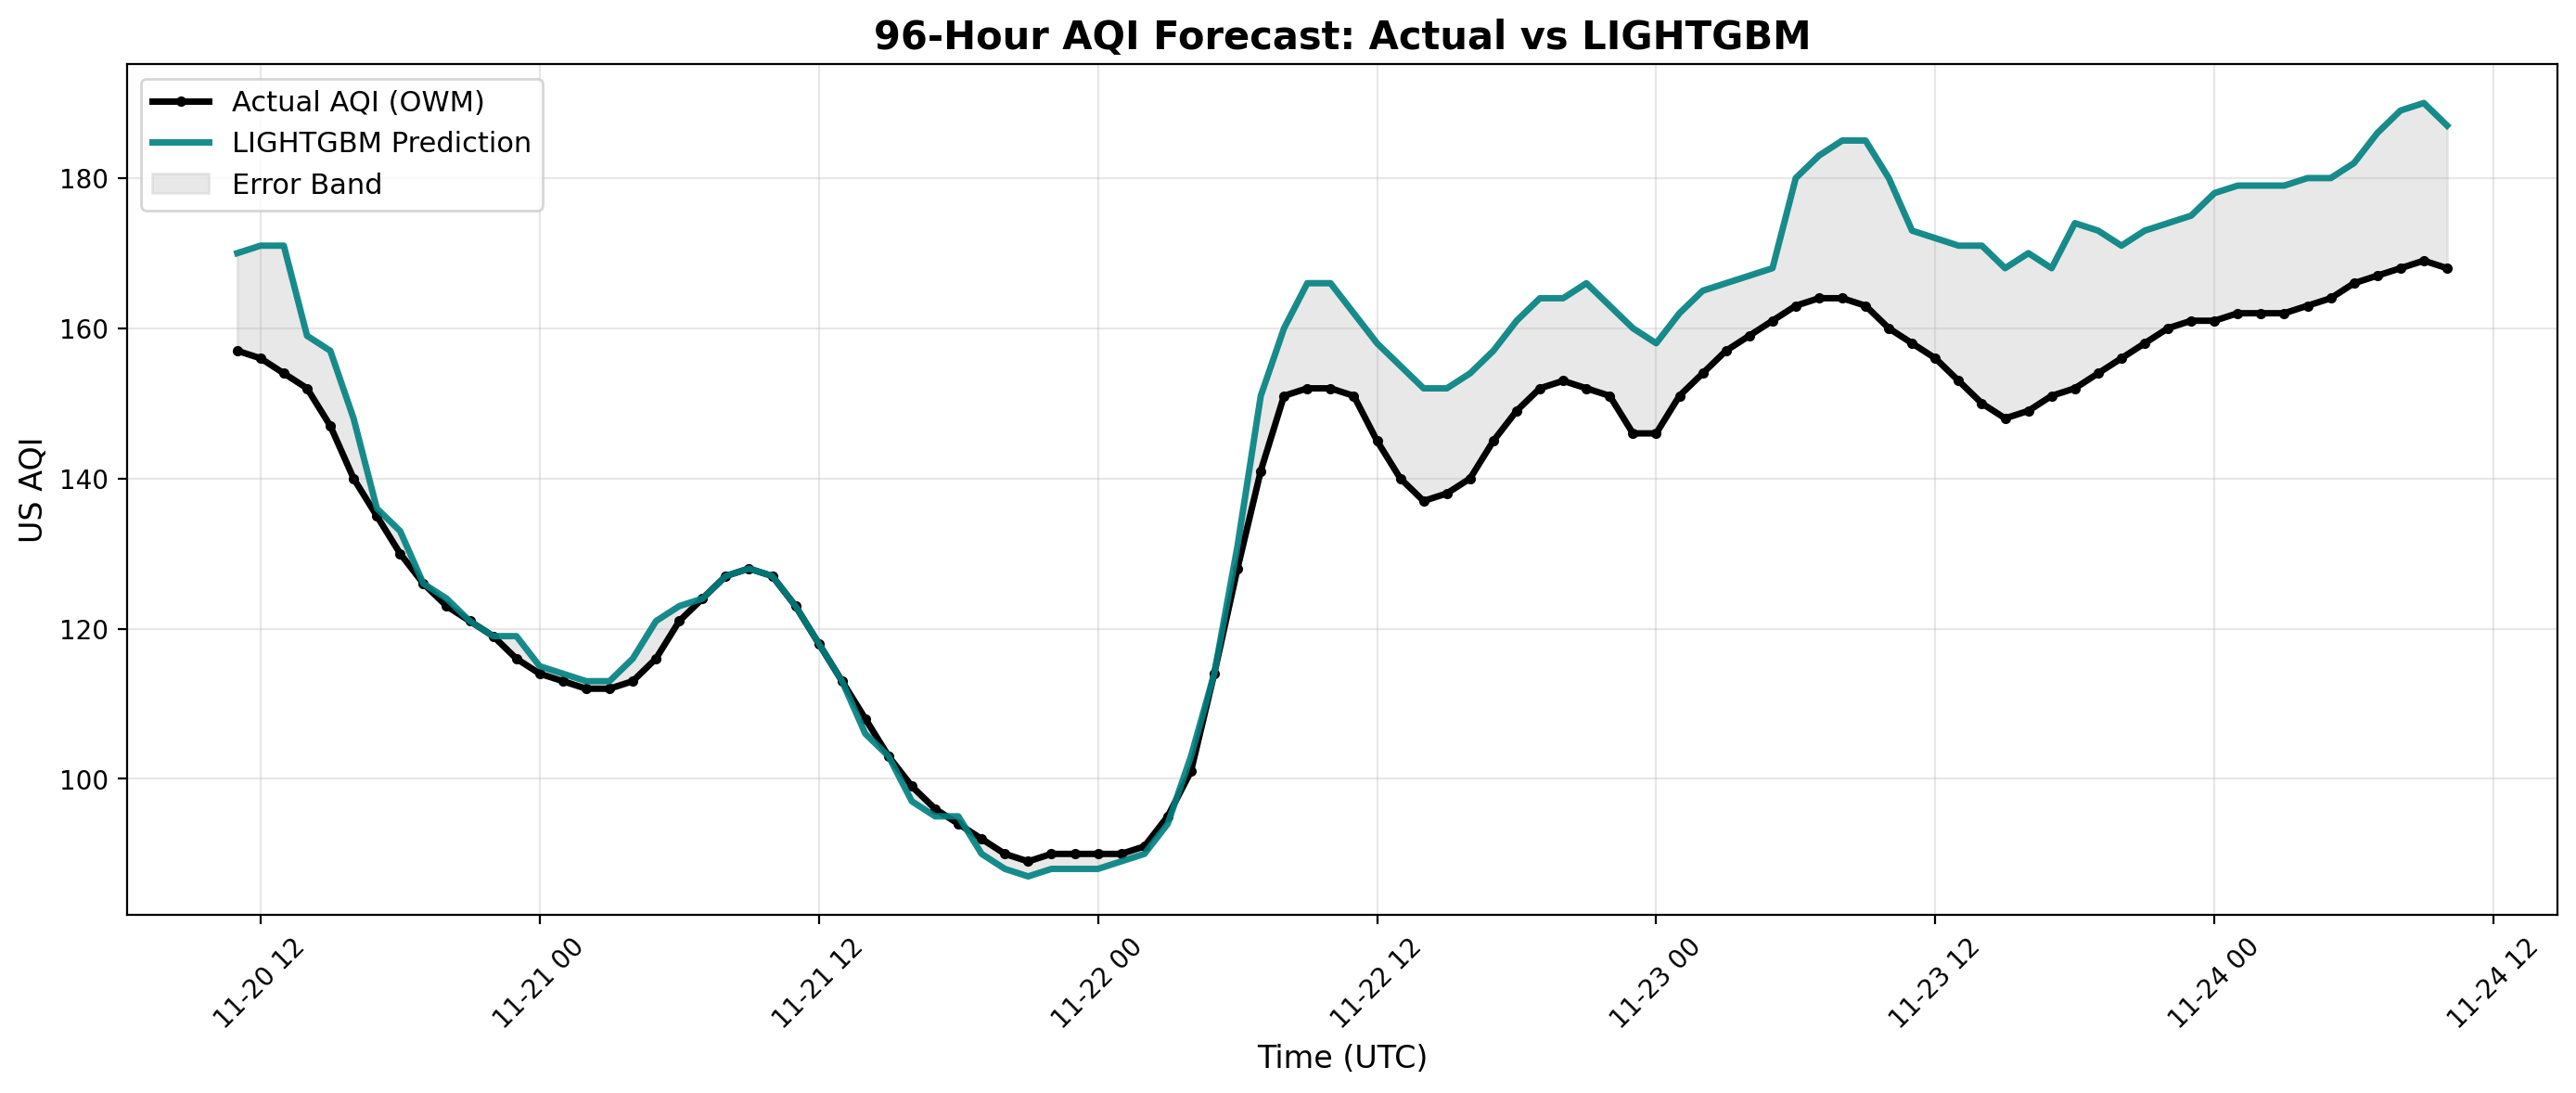 96-Hour AQI Forecast: Actual vs LIGHTGBM
Actual AQI (OWM)
LIGHTGBM Prediction
Error Band
US AQI
180
160
140
120
100
11-20 12
11-21 00
11-21 12
11-22 00
11-22 12
11-23 00
11-23 12
11-24 00
11-24 12
Time (UTC)